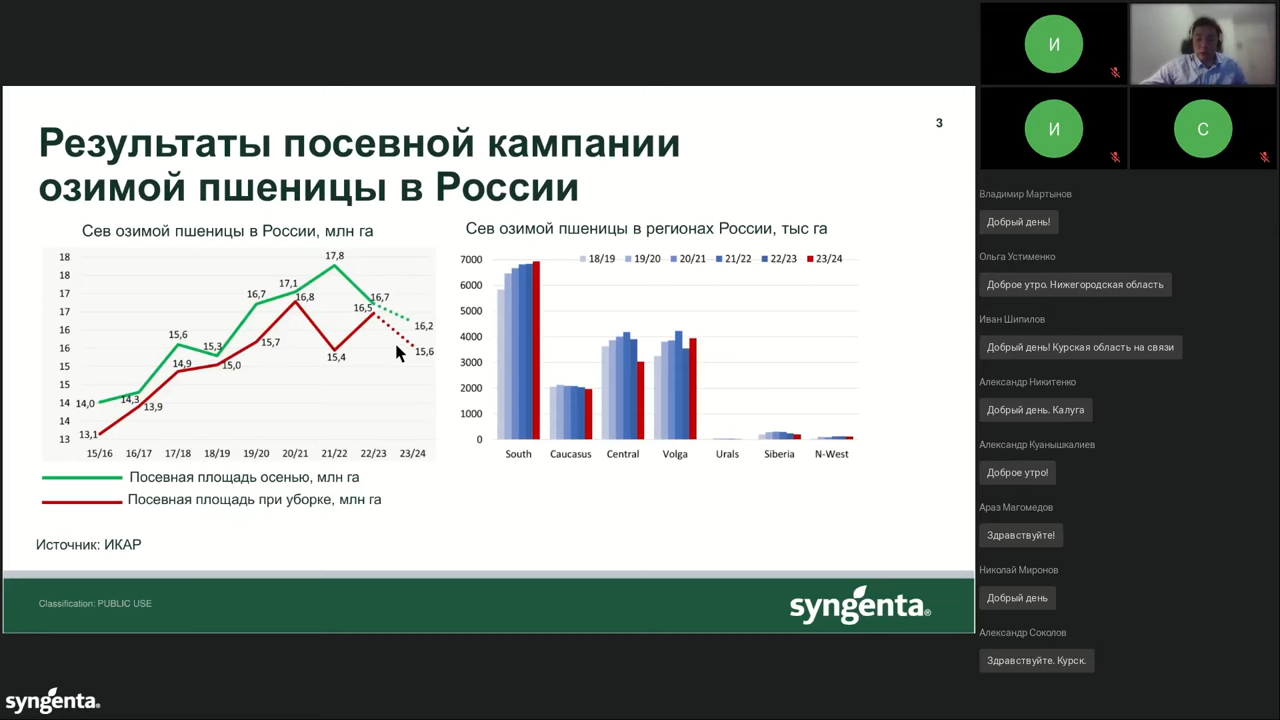 Результаты посевной кампании
озимой пшеницы в России
3
Сев озимой пшеницы в России, млн га
18
18
17
17
16
16
15
15
14
14
13
14,0
14,3
15,6
15,3
16,7
17,1
17,8
16,7
16,2
13,1
13,9
14,9
15,0
15,7
16,8
15,4
16,5
15,6
15/16 16/17 17/18 18/19 19/20 20/21 21/22 22/23 23/24
Посевная площадь осенью, млн га
Посевная площадь при уборке, млн га
Сев озимой пшеницы в регионах России, тыс га
18/19 19/20 20/21 21/22 22/23 23/24
7000
6000
5000
4000
3000
2000
1000
0
South Caucasus Central Volga Urals Siberia N-West
Источник: ИКАР
Classification: PUBLIC USE
syngenta®
syngenta®
И
И
С
Владимир Мартынов
Добрый день!
Ольга Устименко
Доброе утро. Нижегородская область
Иван Шипилов
Добрый день! Курская область на связи
Александр Никитенко
Добрый день. Калуга
Александр Куанышкалиев
Доброе утро!
Араз Магомедов
Здравствуйте!
Николай Миронов
Добрый день
Александр Соколов
Здравствуйте. Курск.